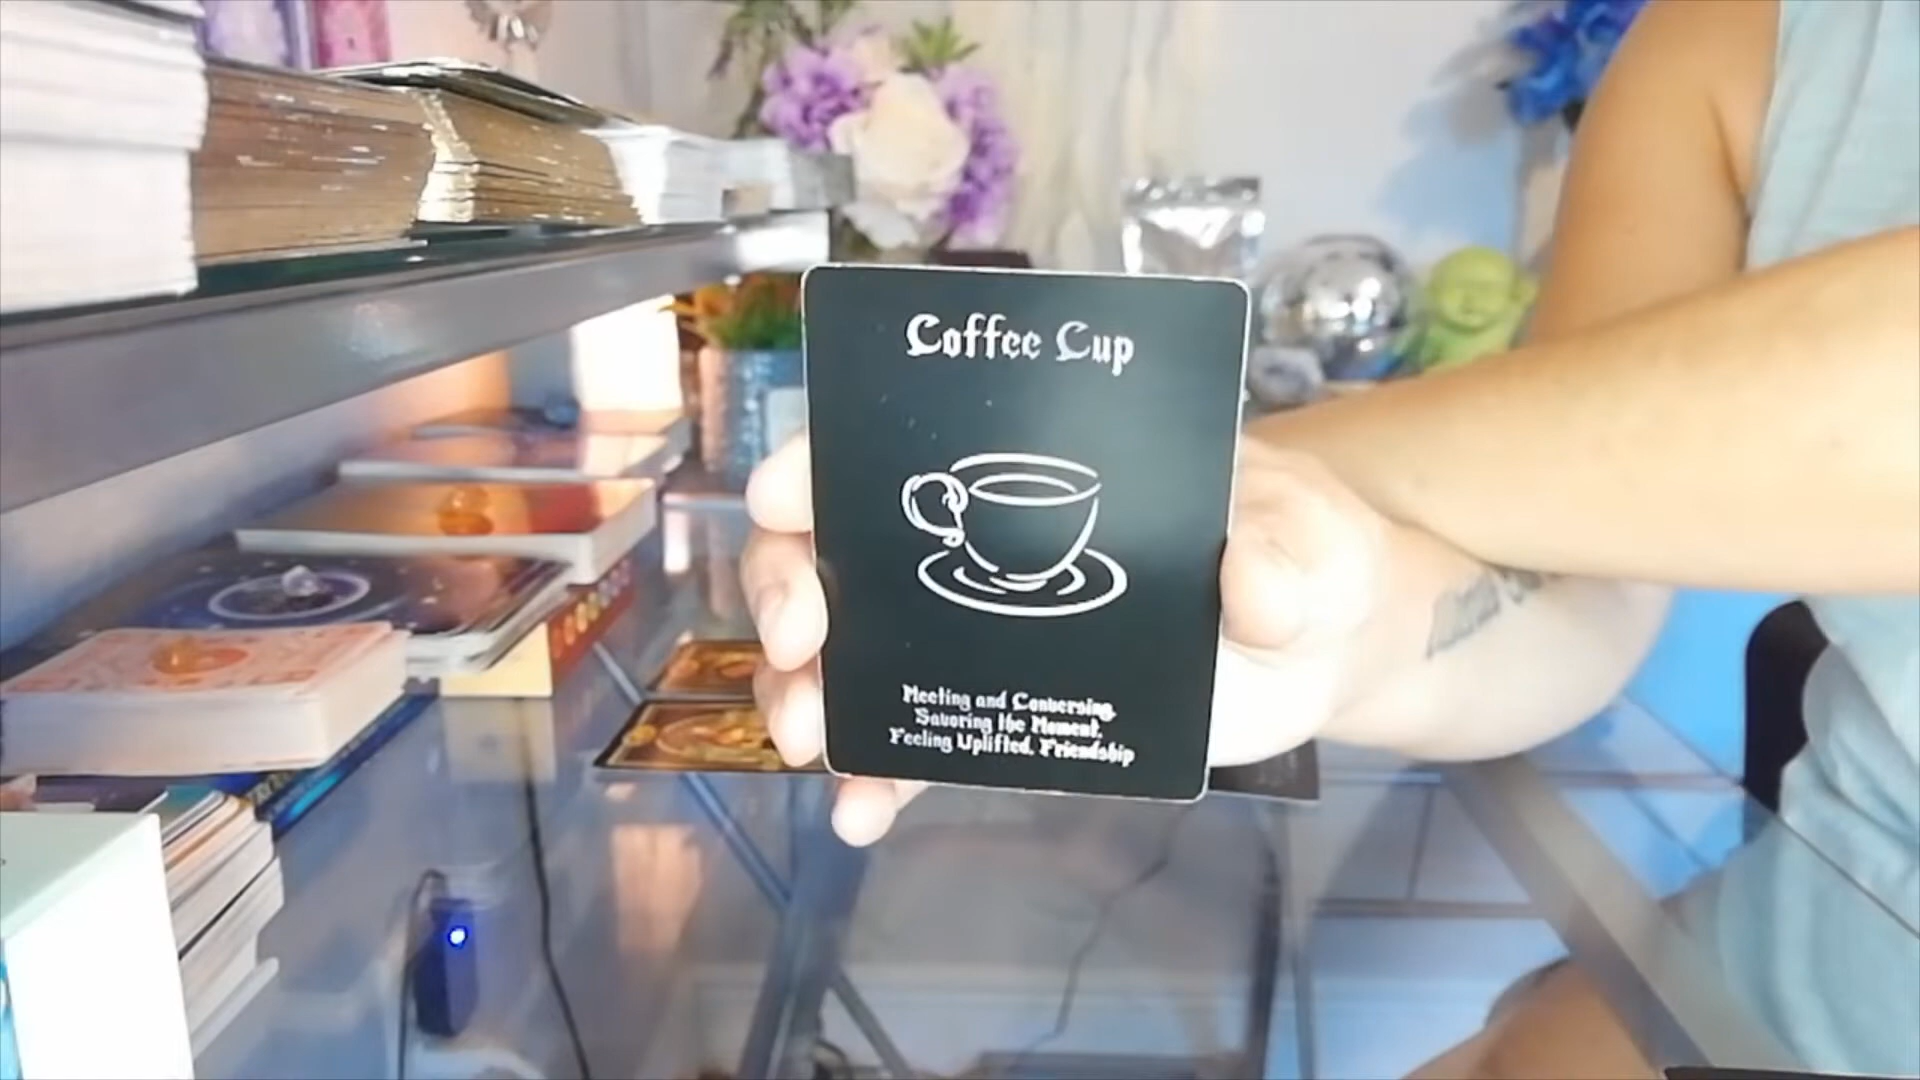 Coffee Cup
Meeting and Conversing,
Savoring the Moment,
Feeling Uplifted, Friendship